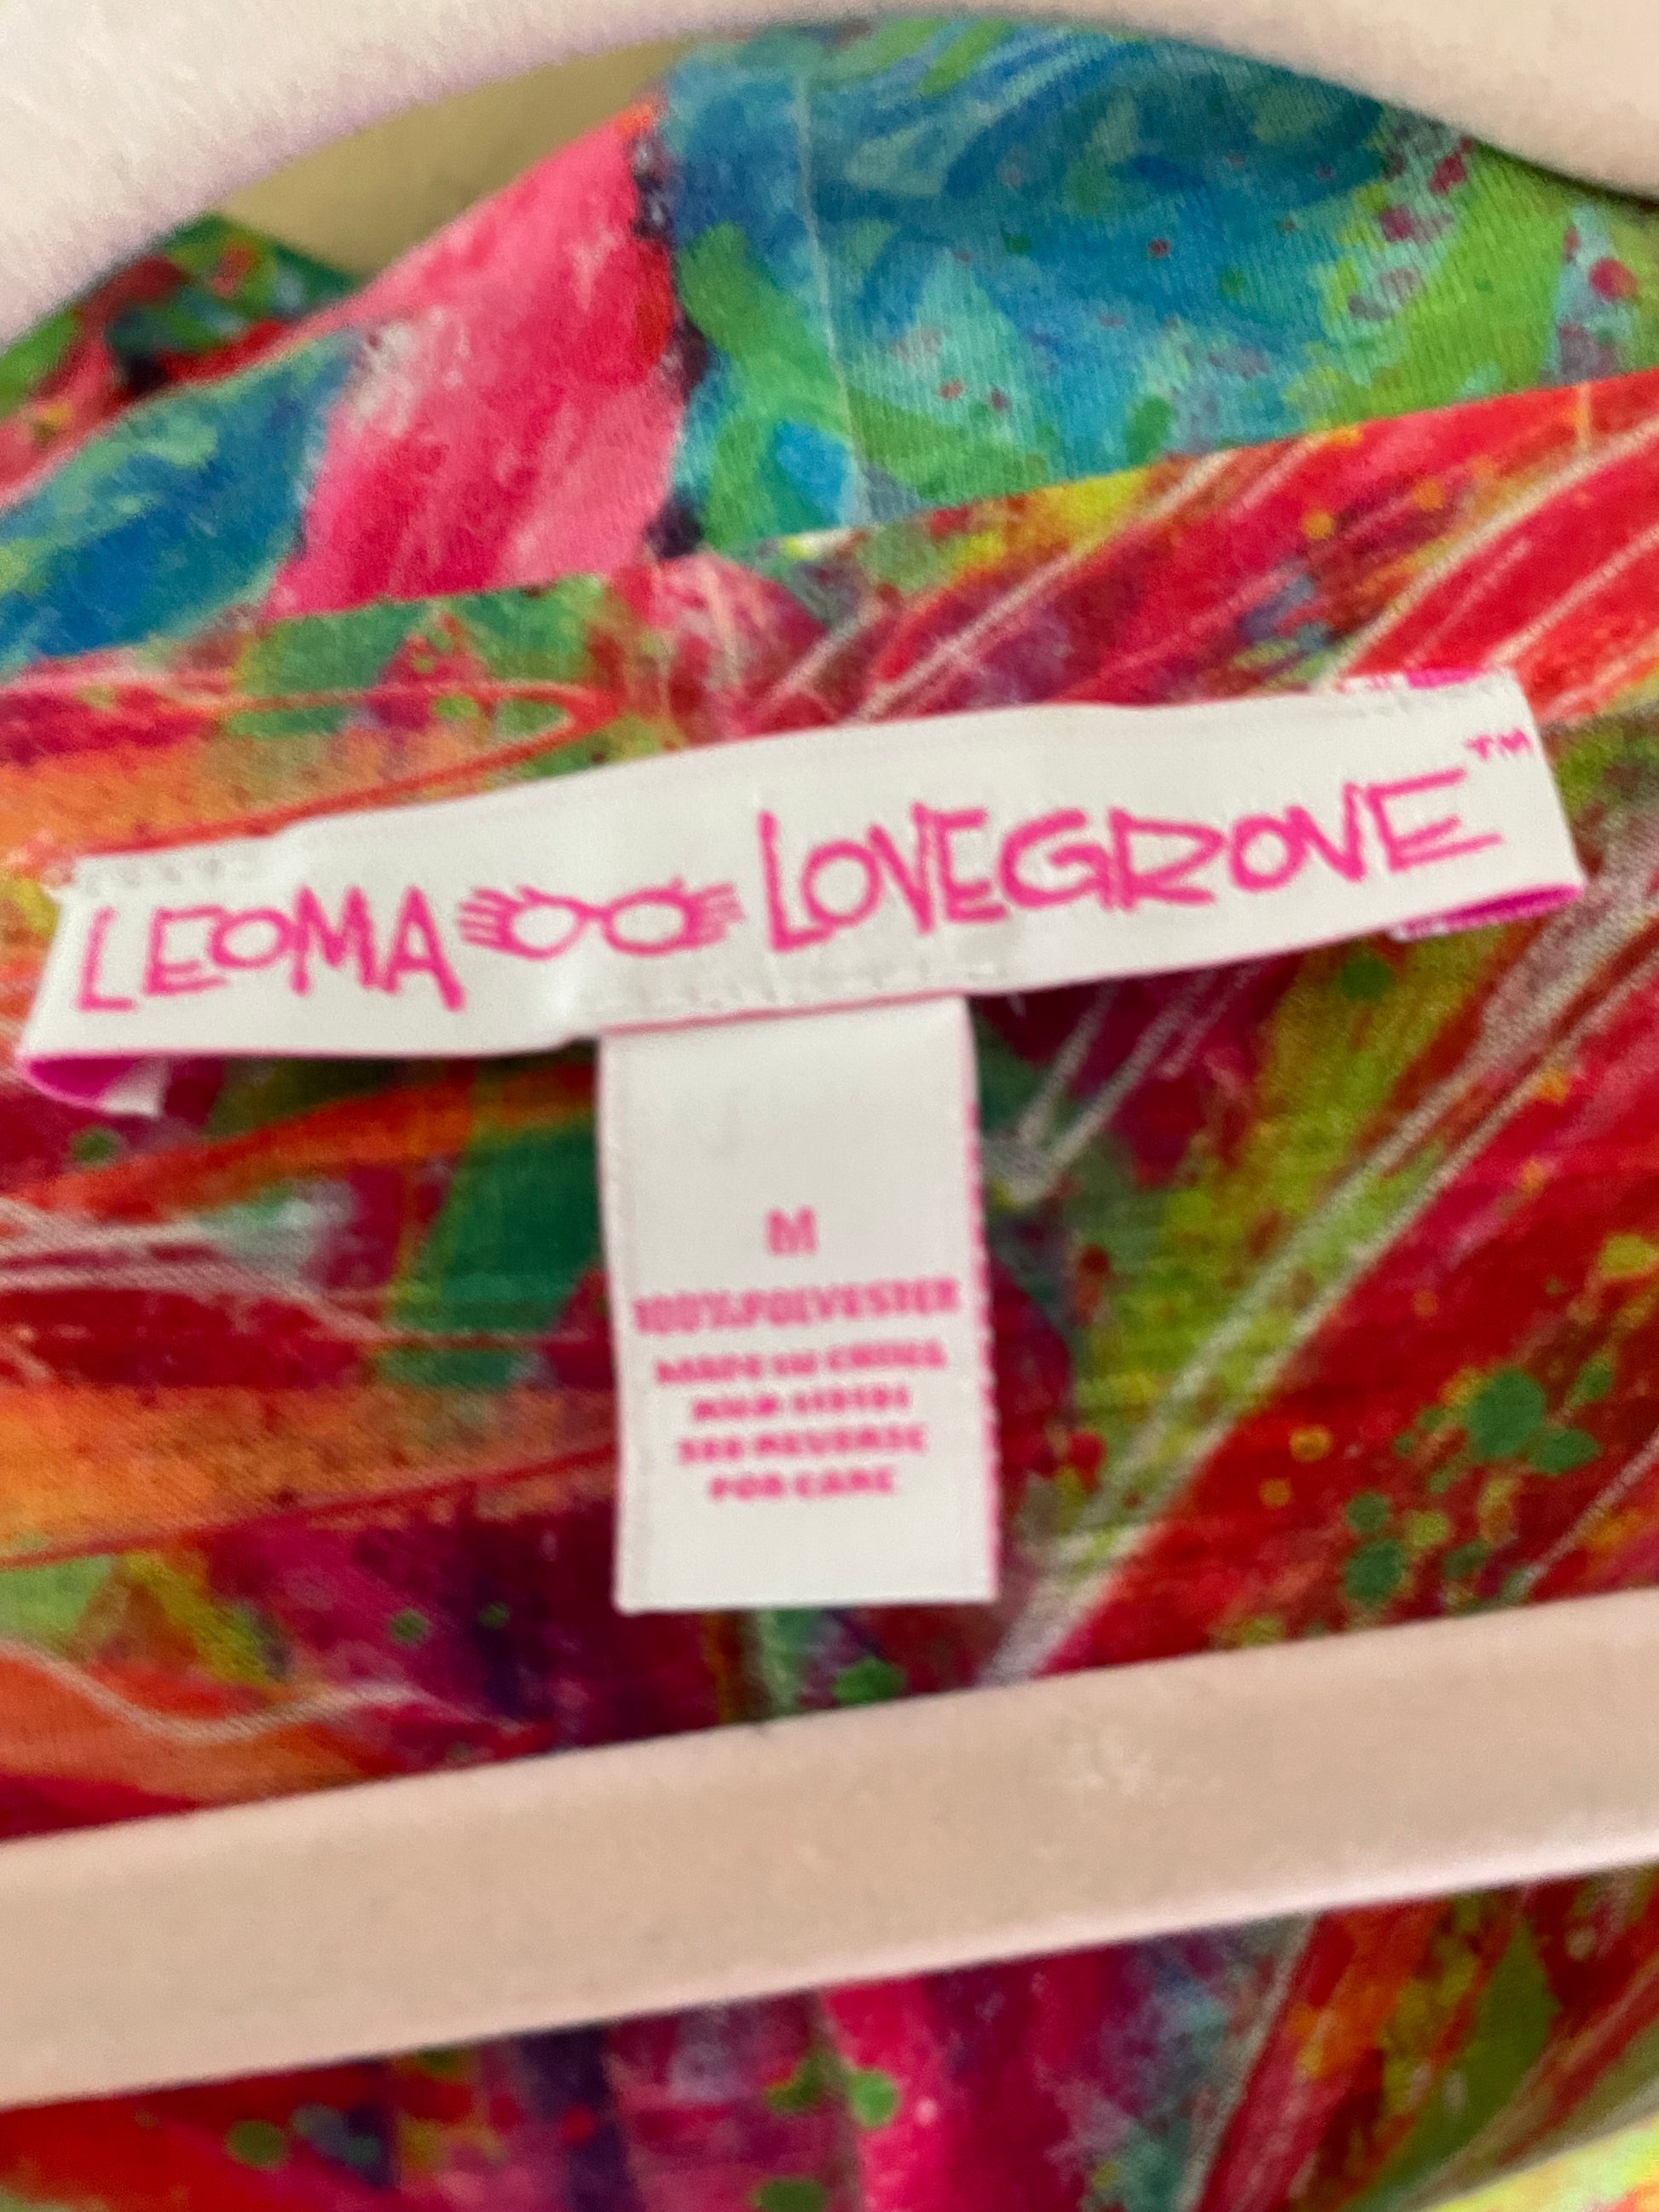 LEOMA LOVEGROVE™
M
100%POLYESTER
MADE IN CHINA
SEE REVERSE
FOR CARE